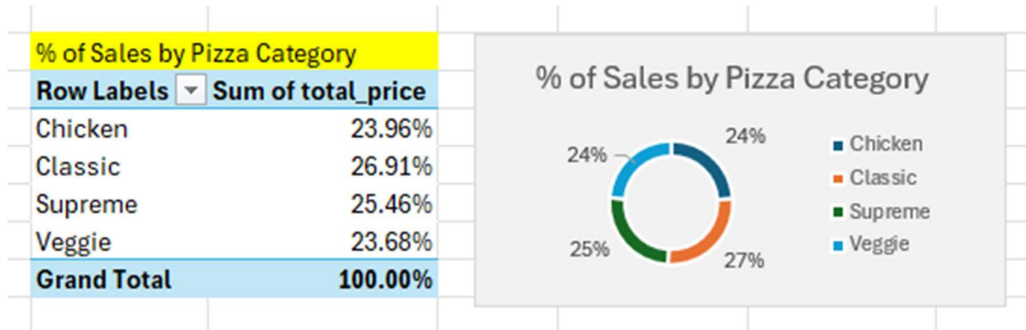 % of Sales by Pizza Category
Row Labels Sum of total_price
Chicken 23.96%
Classic 26.91%
Supreme 25.46%
Veggie 23.68%
Grand Total 100.00%
% of Sales by Pizza Category
24%
24%
25%
27%
Chicken
Classic
Supreme
Veggie